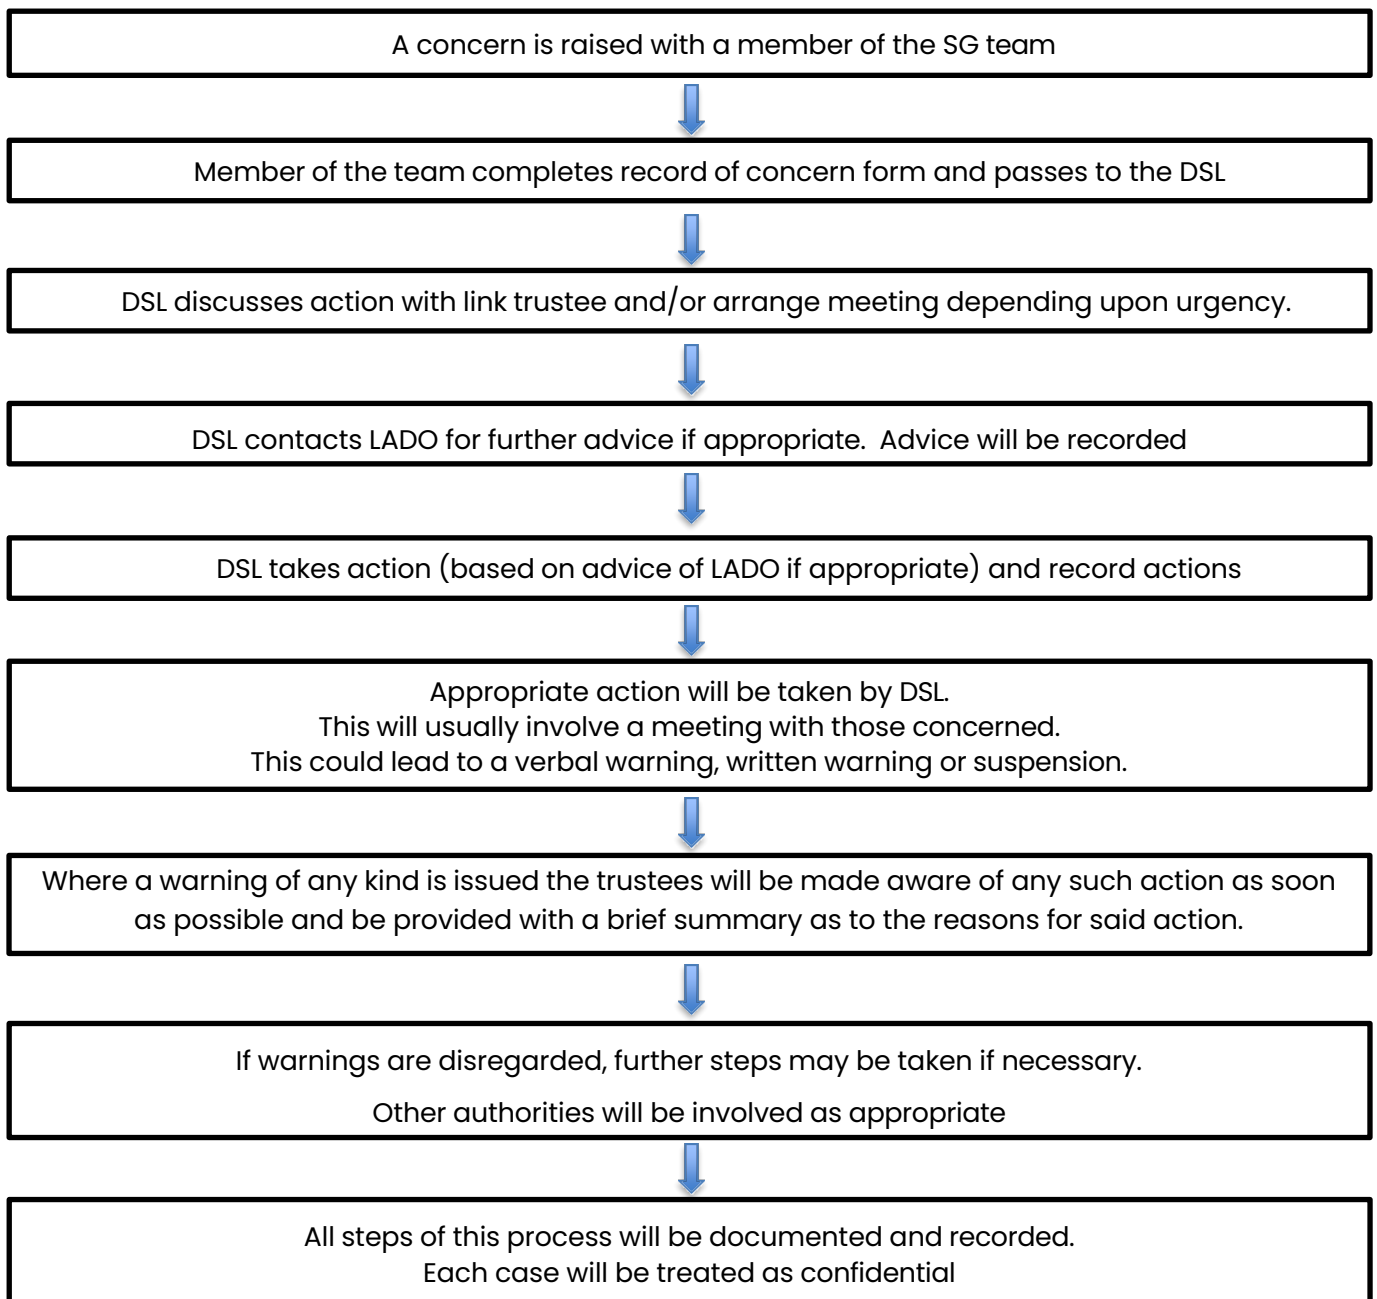 A concern is raised with a member of the SG team
Member of the team completes record of concern form and passes to the DSL
DSL discusses action with link trustee and/or arrange meeting depending upon urgency.
DSL contacts LADO for further advice if appropriate.  Advice will be recorded
DSL takes action (based on advice of LADO if appropriate) and record actions
Appropriate action will be taken by DSL.
This will usually involve a meeting with those concerned.
This could lead to a verbal warning, written warning or suspension.
Where a warning of any kind is issued the trustees will be made aware of any such action as soon
as possible and be provided with a brief summary as to the reasons for said action.
If warnings are disregarded, further steps may be taken if necessary.
Other authorities will be involved as appropriate
All steps of this process will be documented and recorded.
Each case will be treated as confidential